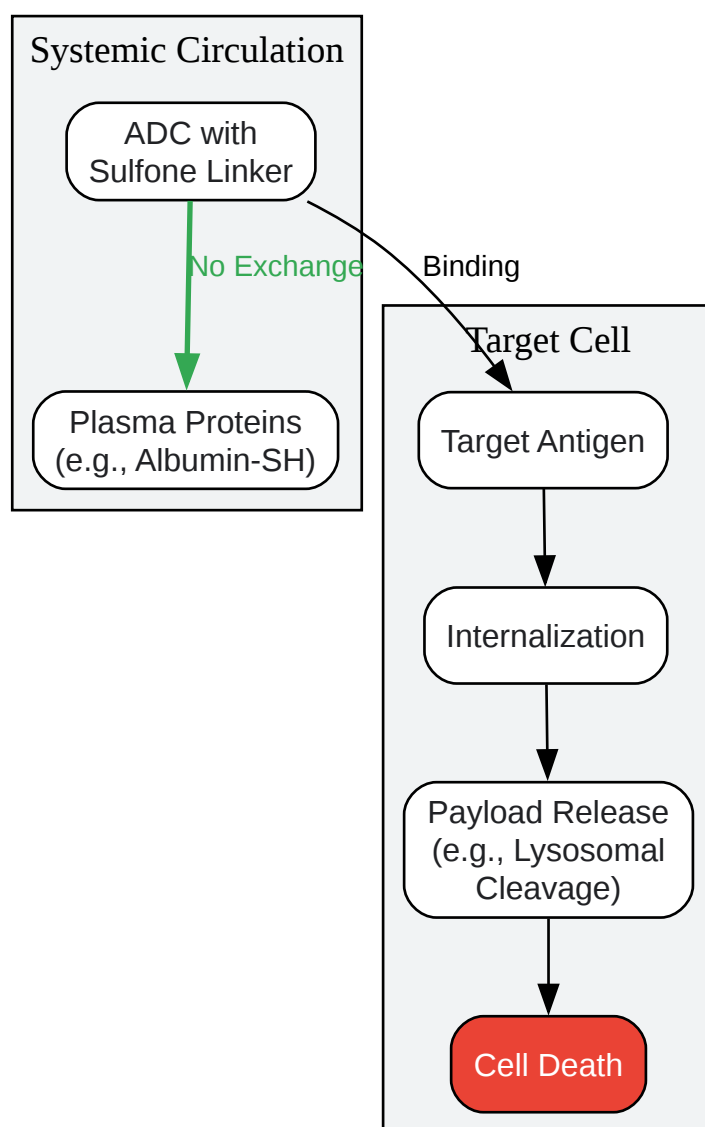 Systemic Circulation
ADC with
Sulfone Linker
No Exchange
Binding
Plasma Proteins
(e.g., Albumin-SH)
Target Cell
Target Antigen
Internalization
Payload Release
(e.g., Lysosomal
Cleavage)
Cell Death